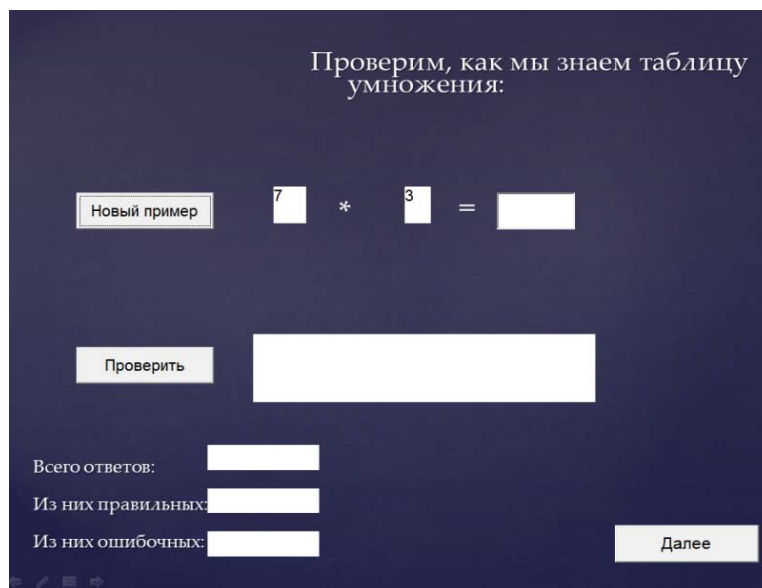 Проверим, как мы знаем таблицу
умножения:
Новый пример 7 * 3 =
Проверить
Всего ответов:
Из них правильных:
Из них ошибочных:
Далее